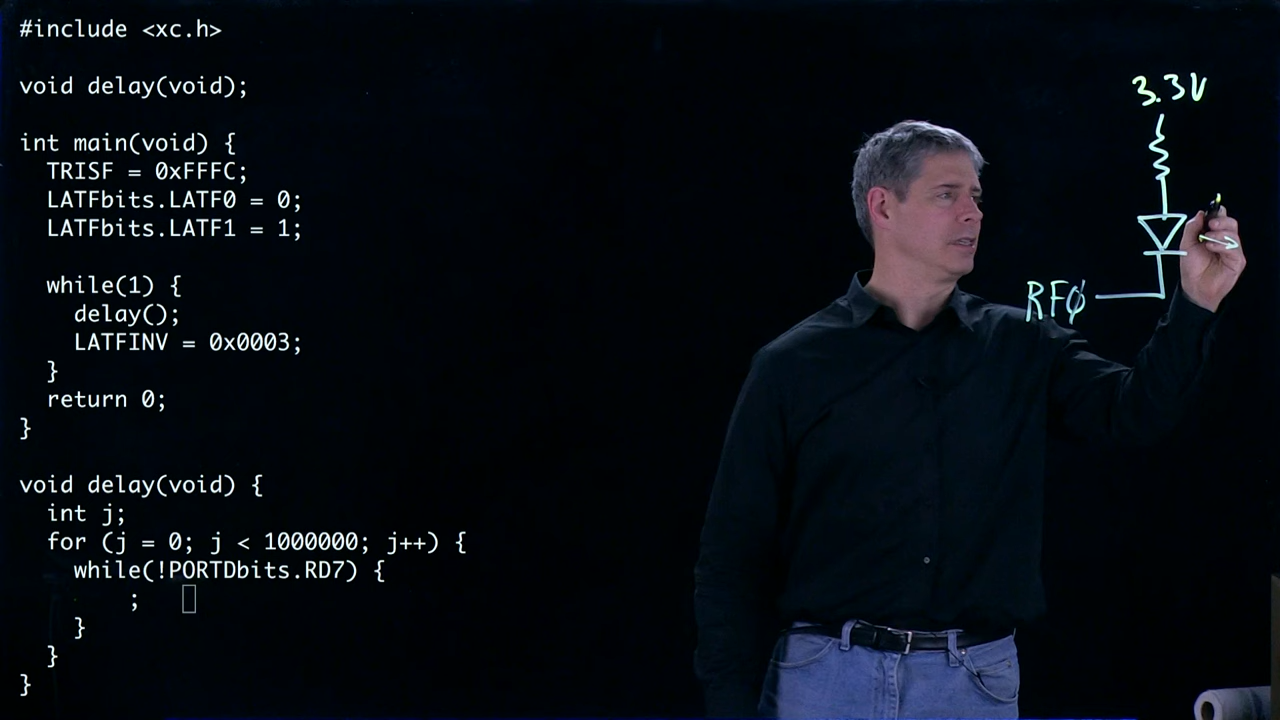 #include <xc.h>
void delay(void);
int main(void) {
TRISF = 0xFFFC;
LATFbits.LATF0 = 0;
LATFbits.LATF1 = 1;
while(1) {
delay();
LATFINV = 0x0003;
}
return 0;
}
void delay(void) {
int j;
for (j = 0; j < 1000000; j++) {
while(!PORTDbits.RD7) {
;
}
}
}
3.3V
RF0